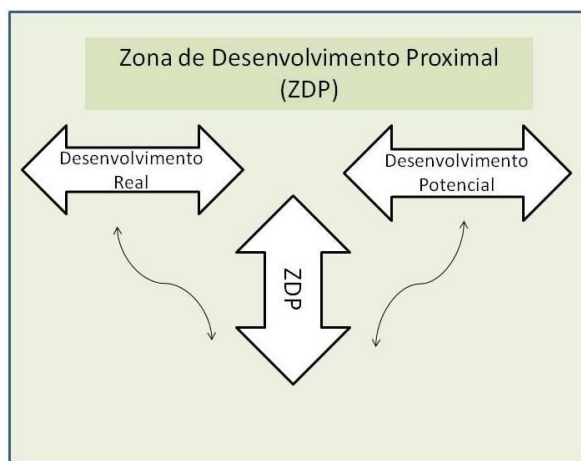 Zona de Desenvolvimento Proximal
(ZDP)
Desenvolvimento
Real
Desenvolvimento
Potencial
ZDP